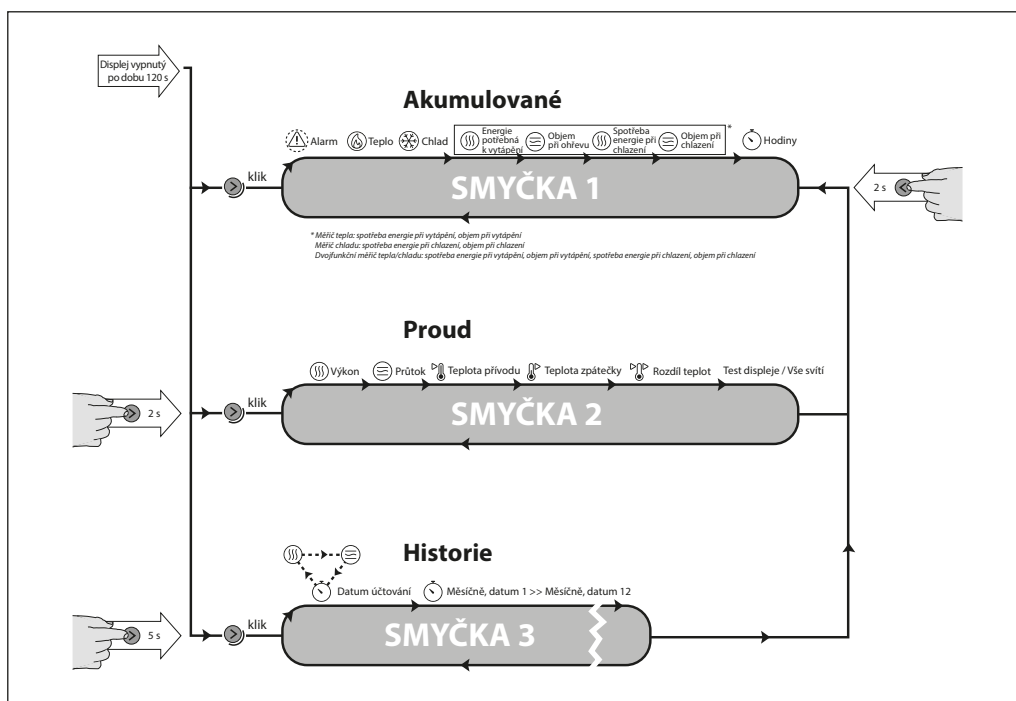 Displej vypnutý
po dobu 120 s
Akumulované
Alarm
Teplo
Chlad
Energie
potřebná
k vytápění
Objem
při ohřevu
Spotřeba
energie při
chlazení
Objem při
chlazení
*
Hodiny
klik
SMYČKA 1
2 s
* Měřič tepla: spotřeba energie při vytápění, objem při vytápění
Měřič chladu: spotřeba energie při chlazení, objem při chlazení
Dvojfunkční měřič tepla/chladu: spotřeba energie při vytápění, objem při vytápění, spotřeba energie při chlazení, objem při chlazení
Proud
Výkon
Průtok
Teplota přívodu
Teplota zpátečky
Rozdíl teplot
Test displeje / Vše svítí
2 s
klik
SMYČKA 2
Historie
Datum účtování
Měsíčně, datum 1 >> Měsíčně, datum 12
5 s
klik
SMYČKA 3